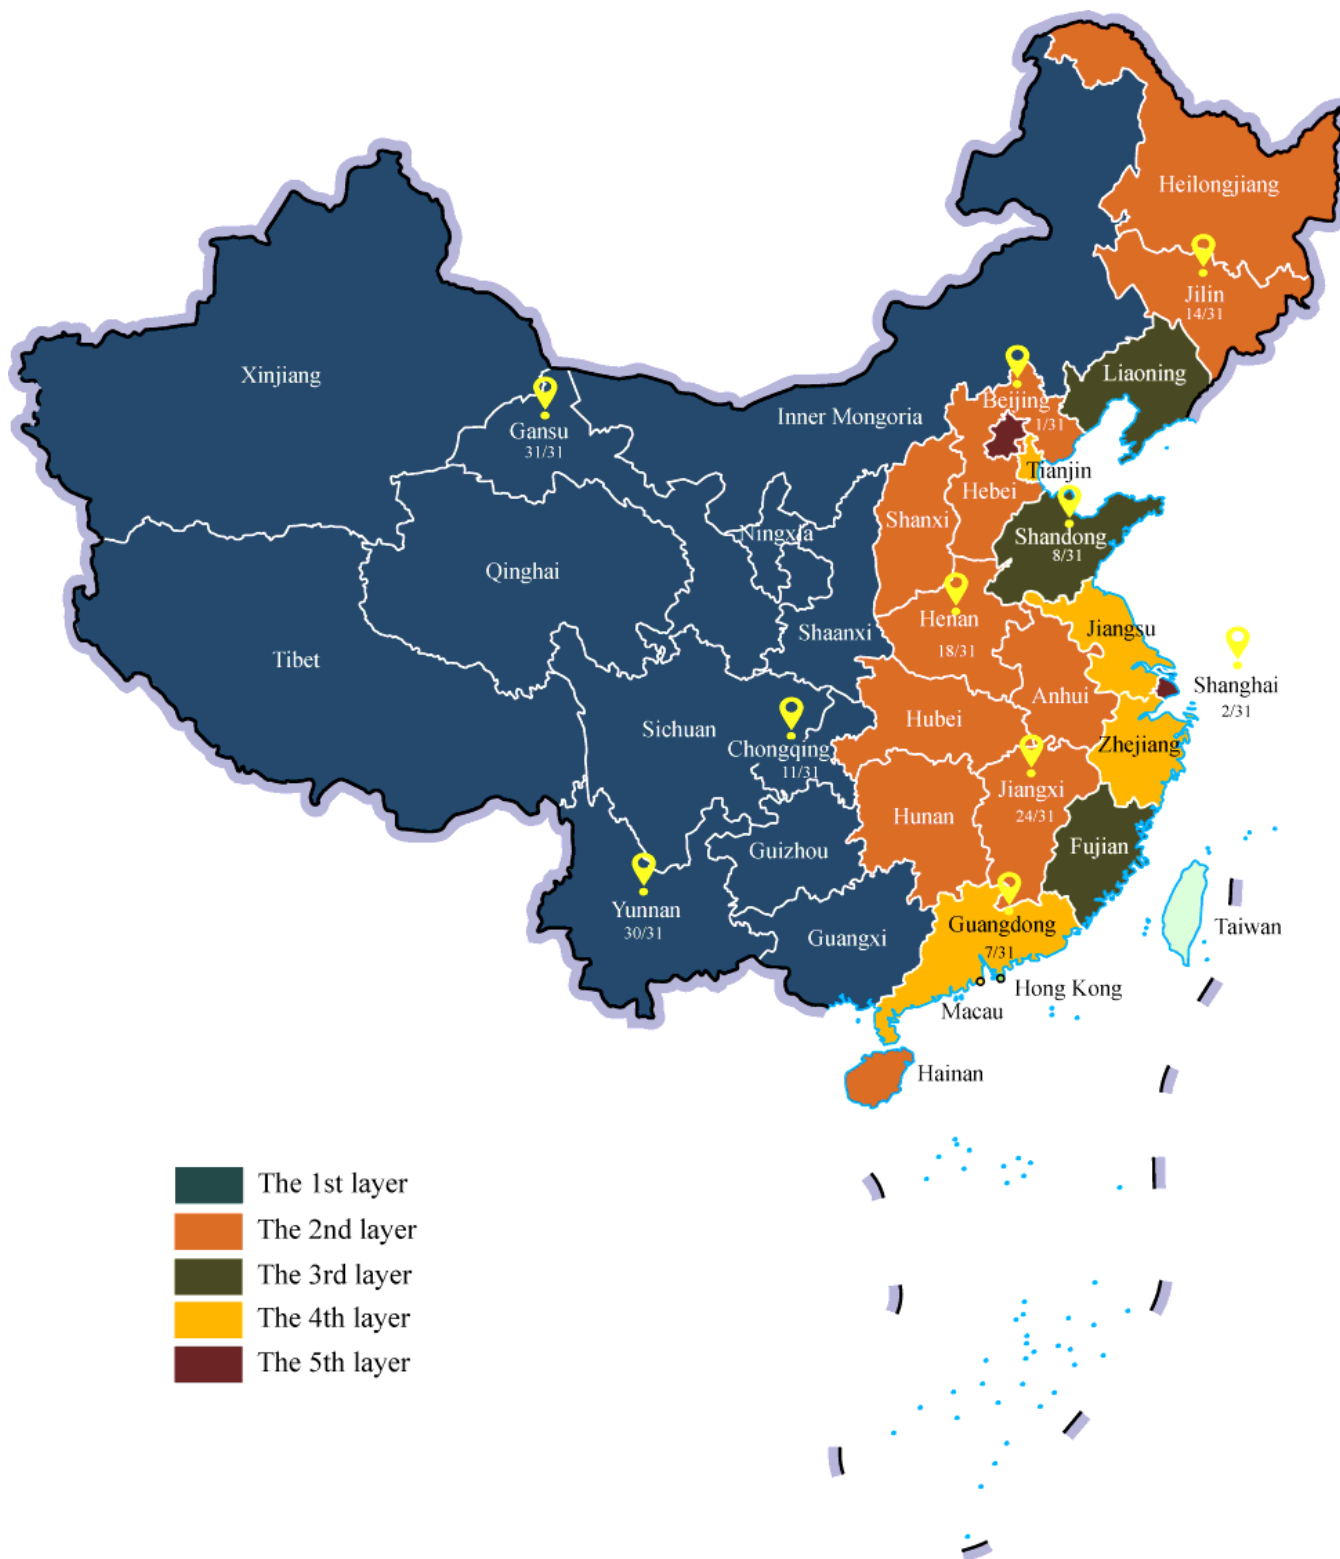 Heilongjiang
Jilin
14/31
Liaoning
Xinjiang
Inner Mongoria
Beijing
1/31
Gansu
31/31
Tianjin
Hebei
Shanxi
Ningxia
Shandong
8/31
Qinghai
Henan
18/31
Jiangsu
Shaanxi
Tibet
Shanghai
2/31
Anhui
Hubei
Sichuan
Chongqing
11/31
Zhejiang
Jiangxi
24/31
Hunan
Fujian
Guizhou
Yunnan
30/31
Guangxi
Guangdong
7/31
Taiwan
Hong Kong
Macau
Hainan
The 1st layer
The 2nd layer
The 3rd layer
The 4th layer
The 5th layer